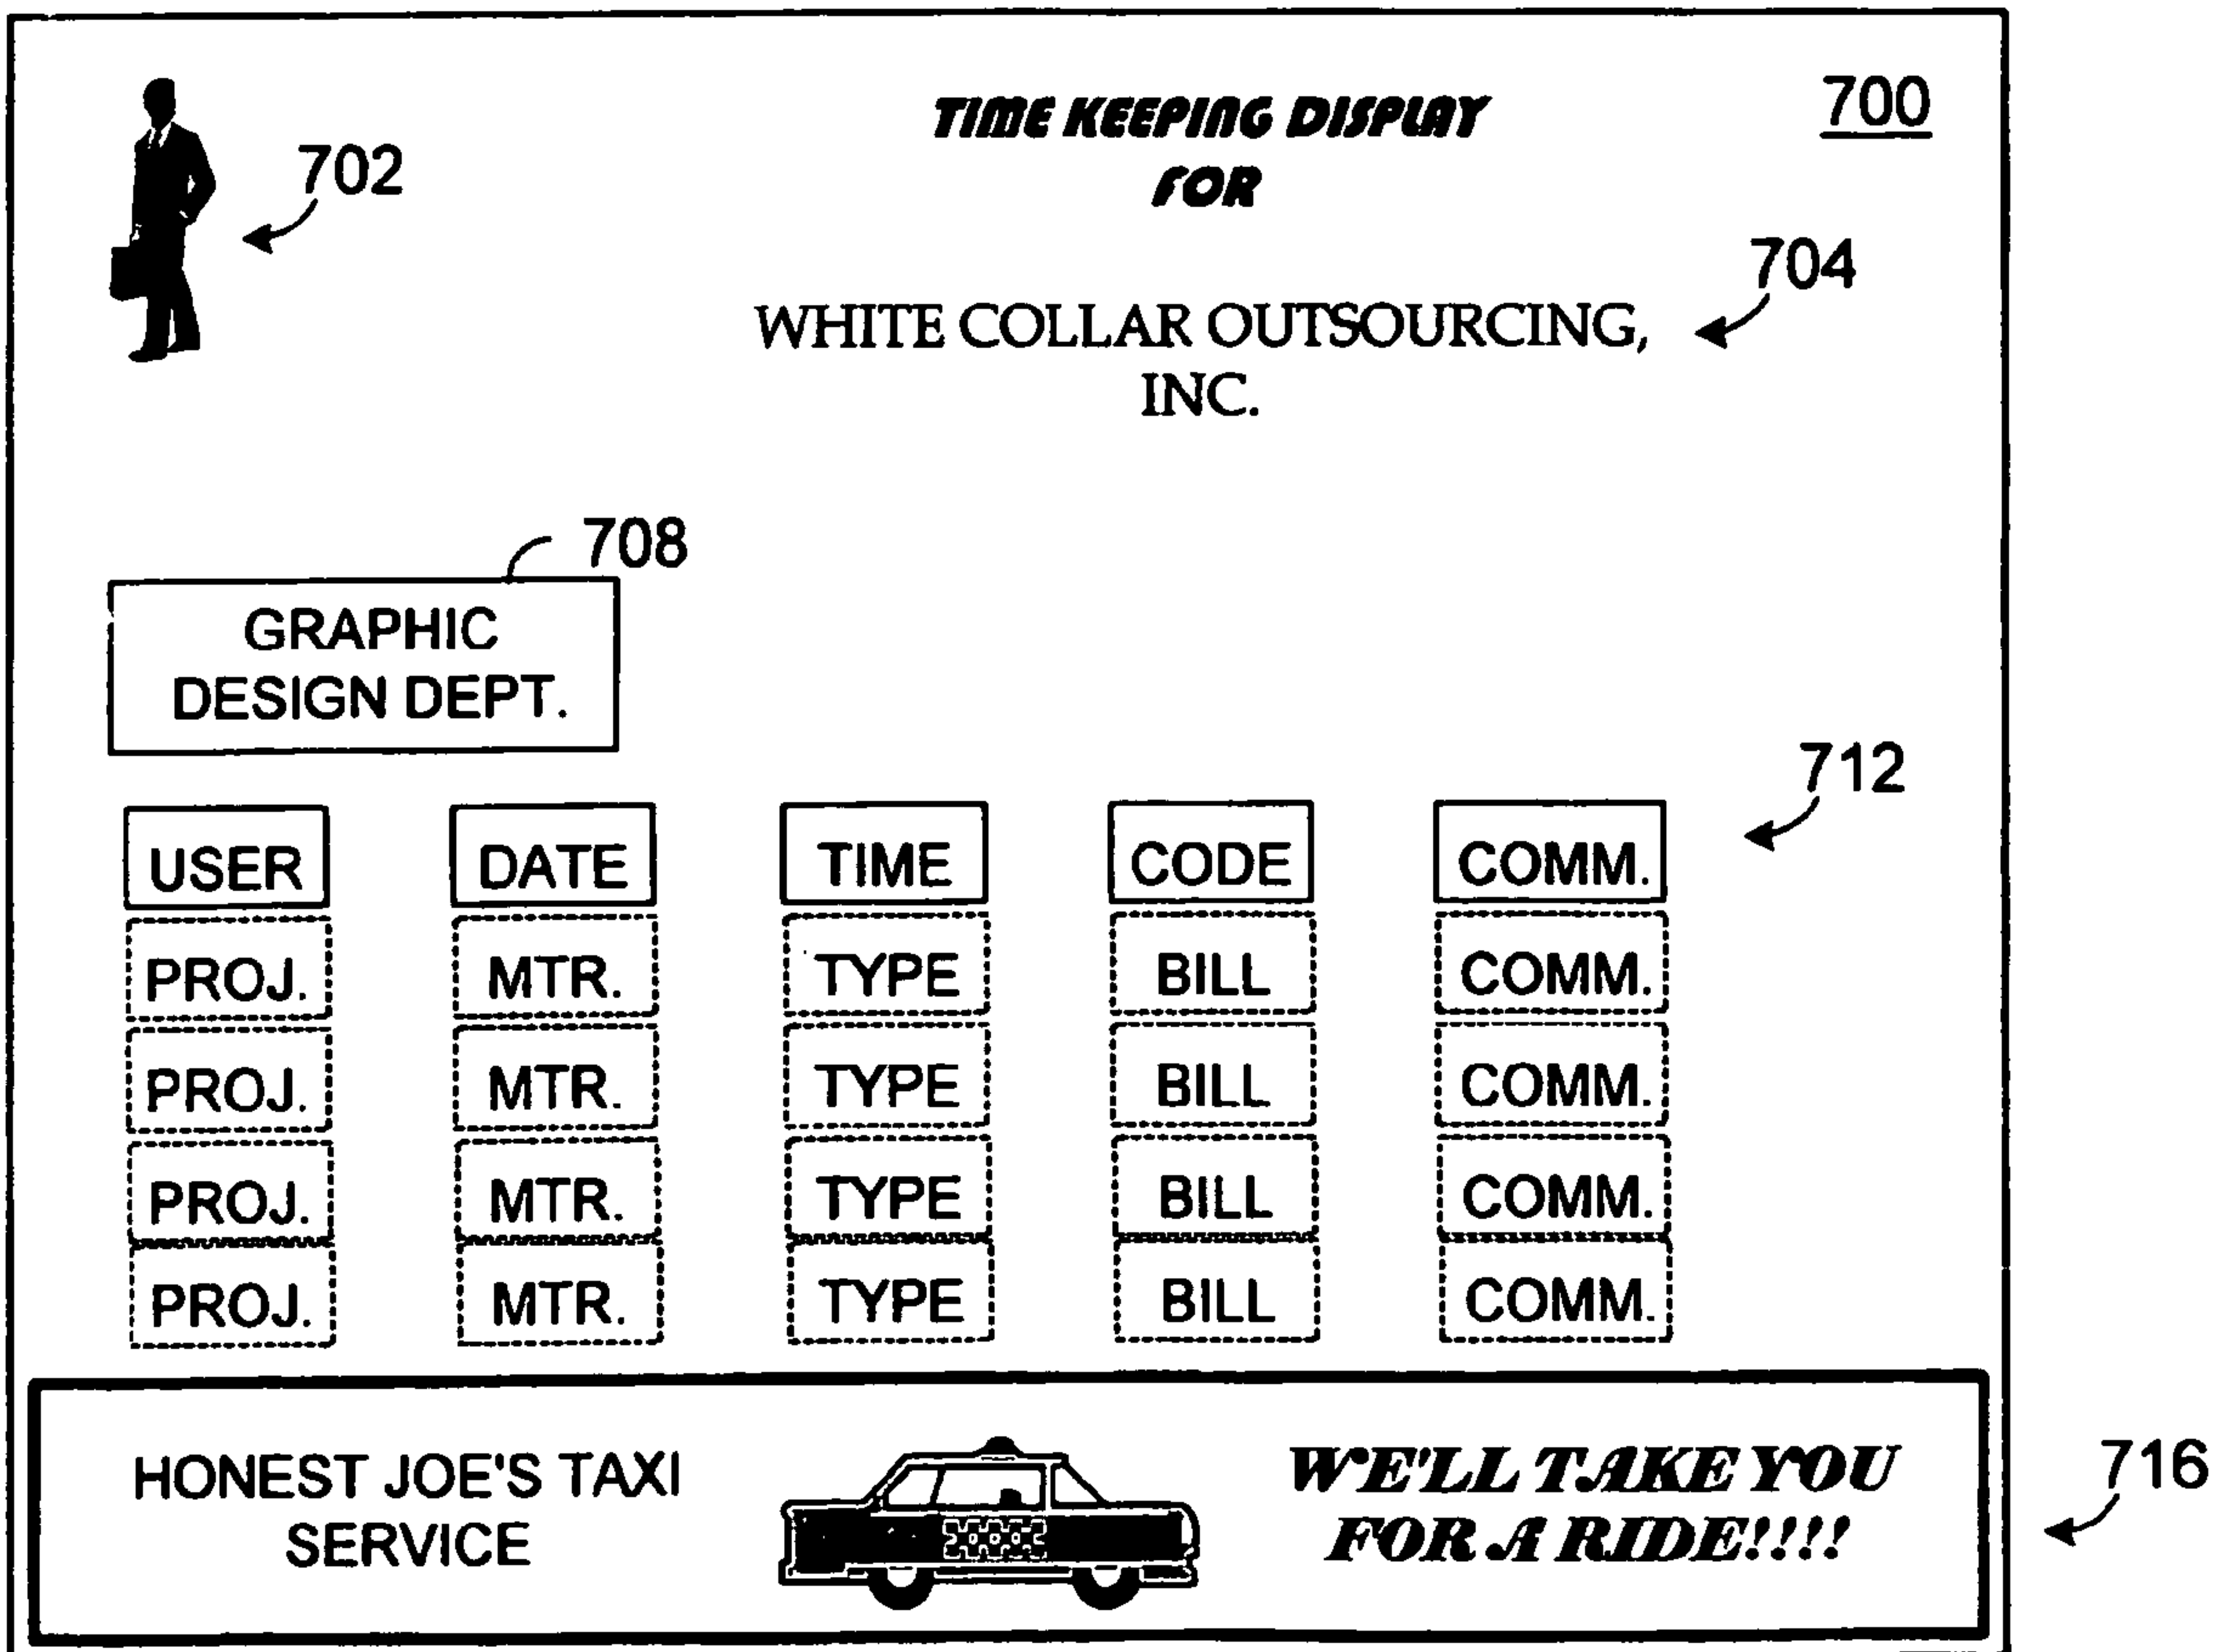 TIME KEEPING DISPLAY
700
FOR
702
704
WHITE COLLAR OUTSOURCING,
INC.
708
GRAPHIC
DESIGN DEPT.
712
USER DATE TIME CODE COMM.
PROJ. MTR. TYPE BILL COMM.
PROJ. MTR. TYPE BILL COMM.
PROJ. MTR. TYPE BILL COMM.
PROJ. MTR. TYPE BILL COMM.
HONEST JOE'S TAXI
SERVICE
WE'LL TAKE YOU
FOR A RIDE!!!!
716